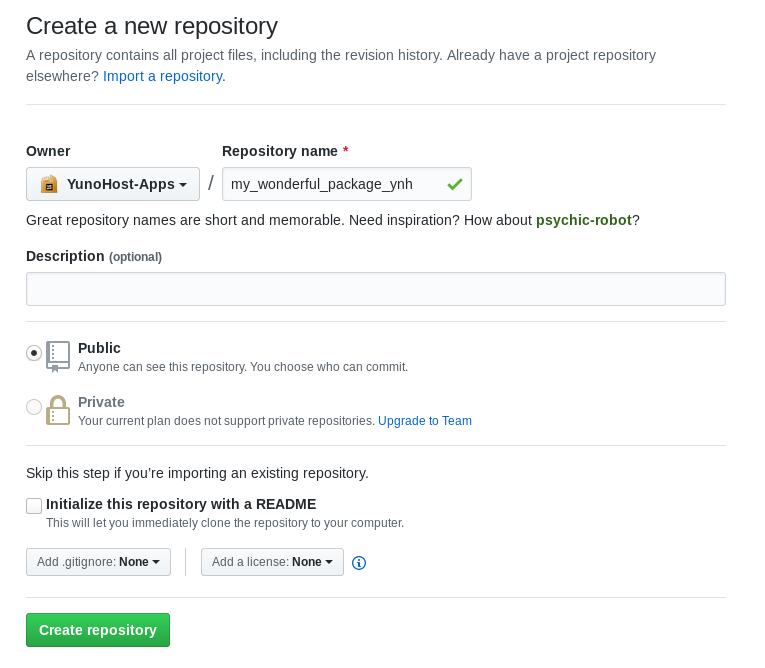 Create a new repository
A repository contains all project files, including the revision history. Already have a project repository
elsewhere? Import a repository.
Owner
Repository name *
YunoHost-Apps
/
my_wonderful_package_ynh
Great repository names are short and memorable. Need inspiration? How about psychic-robot?
Description (optional)
Public
Anyone can see this repository. You choose who can commit.
Private
Your current plan does not support private repositories. Upgrade to Team
Skip this step if you’re importing an existing repository.
Initialize this repository with a README
This will let you immediately clone the repository to your computer.
Add .gitignore: None
Add a license: None
Create repository